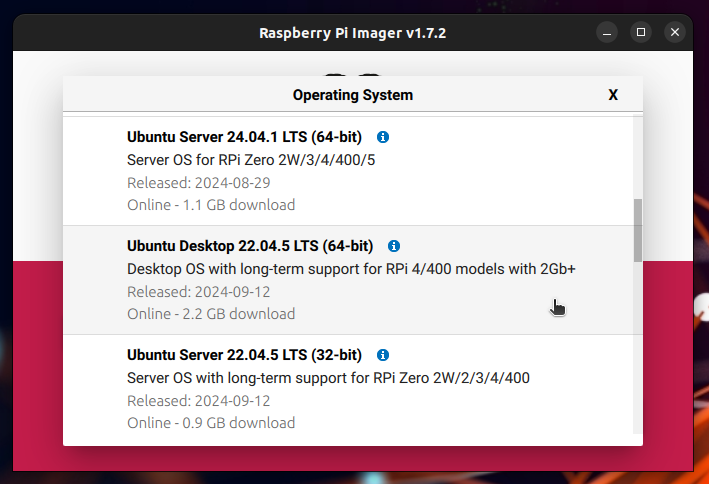 Raspberry Pi Imager v1.7.2
Operating System
X
Ubuntu Server 24.04.1 LTS (64-bit)
Server OS for RPi Zero 2W/3/4/400/5
Released: 2024-08-29
Online - 1.1 GB download
Ubuntu Desktop 22.04.5 LTS (64-bit)
Desktop OS with long-term support for RPi 4/400 models with 2Gb+
Released: 2024-09-12
Online - 2.2 GB download
Ubuntu Server 22.04.5 LTS (32-bit)
Server OS with long-term support for RPi Zero 2W/2/3/4/400
Released: 2024-09-12
Online - 0.9 GB download